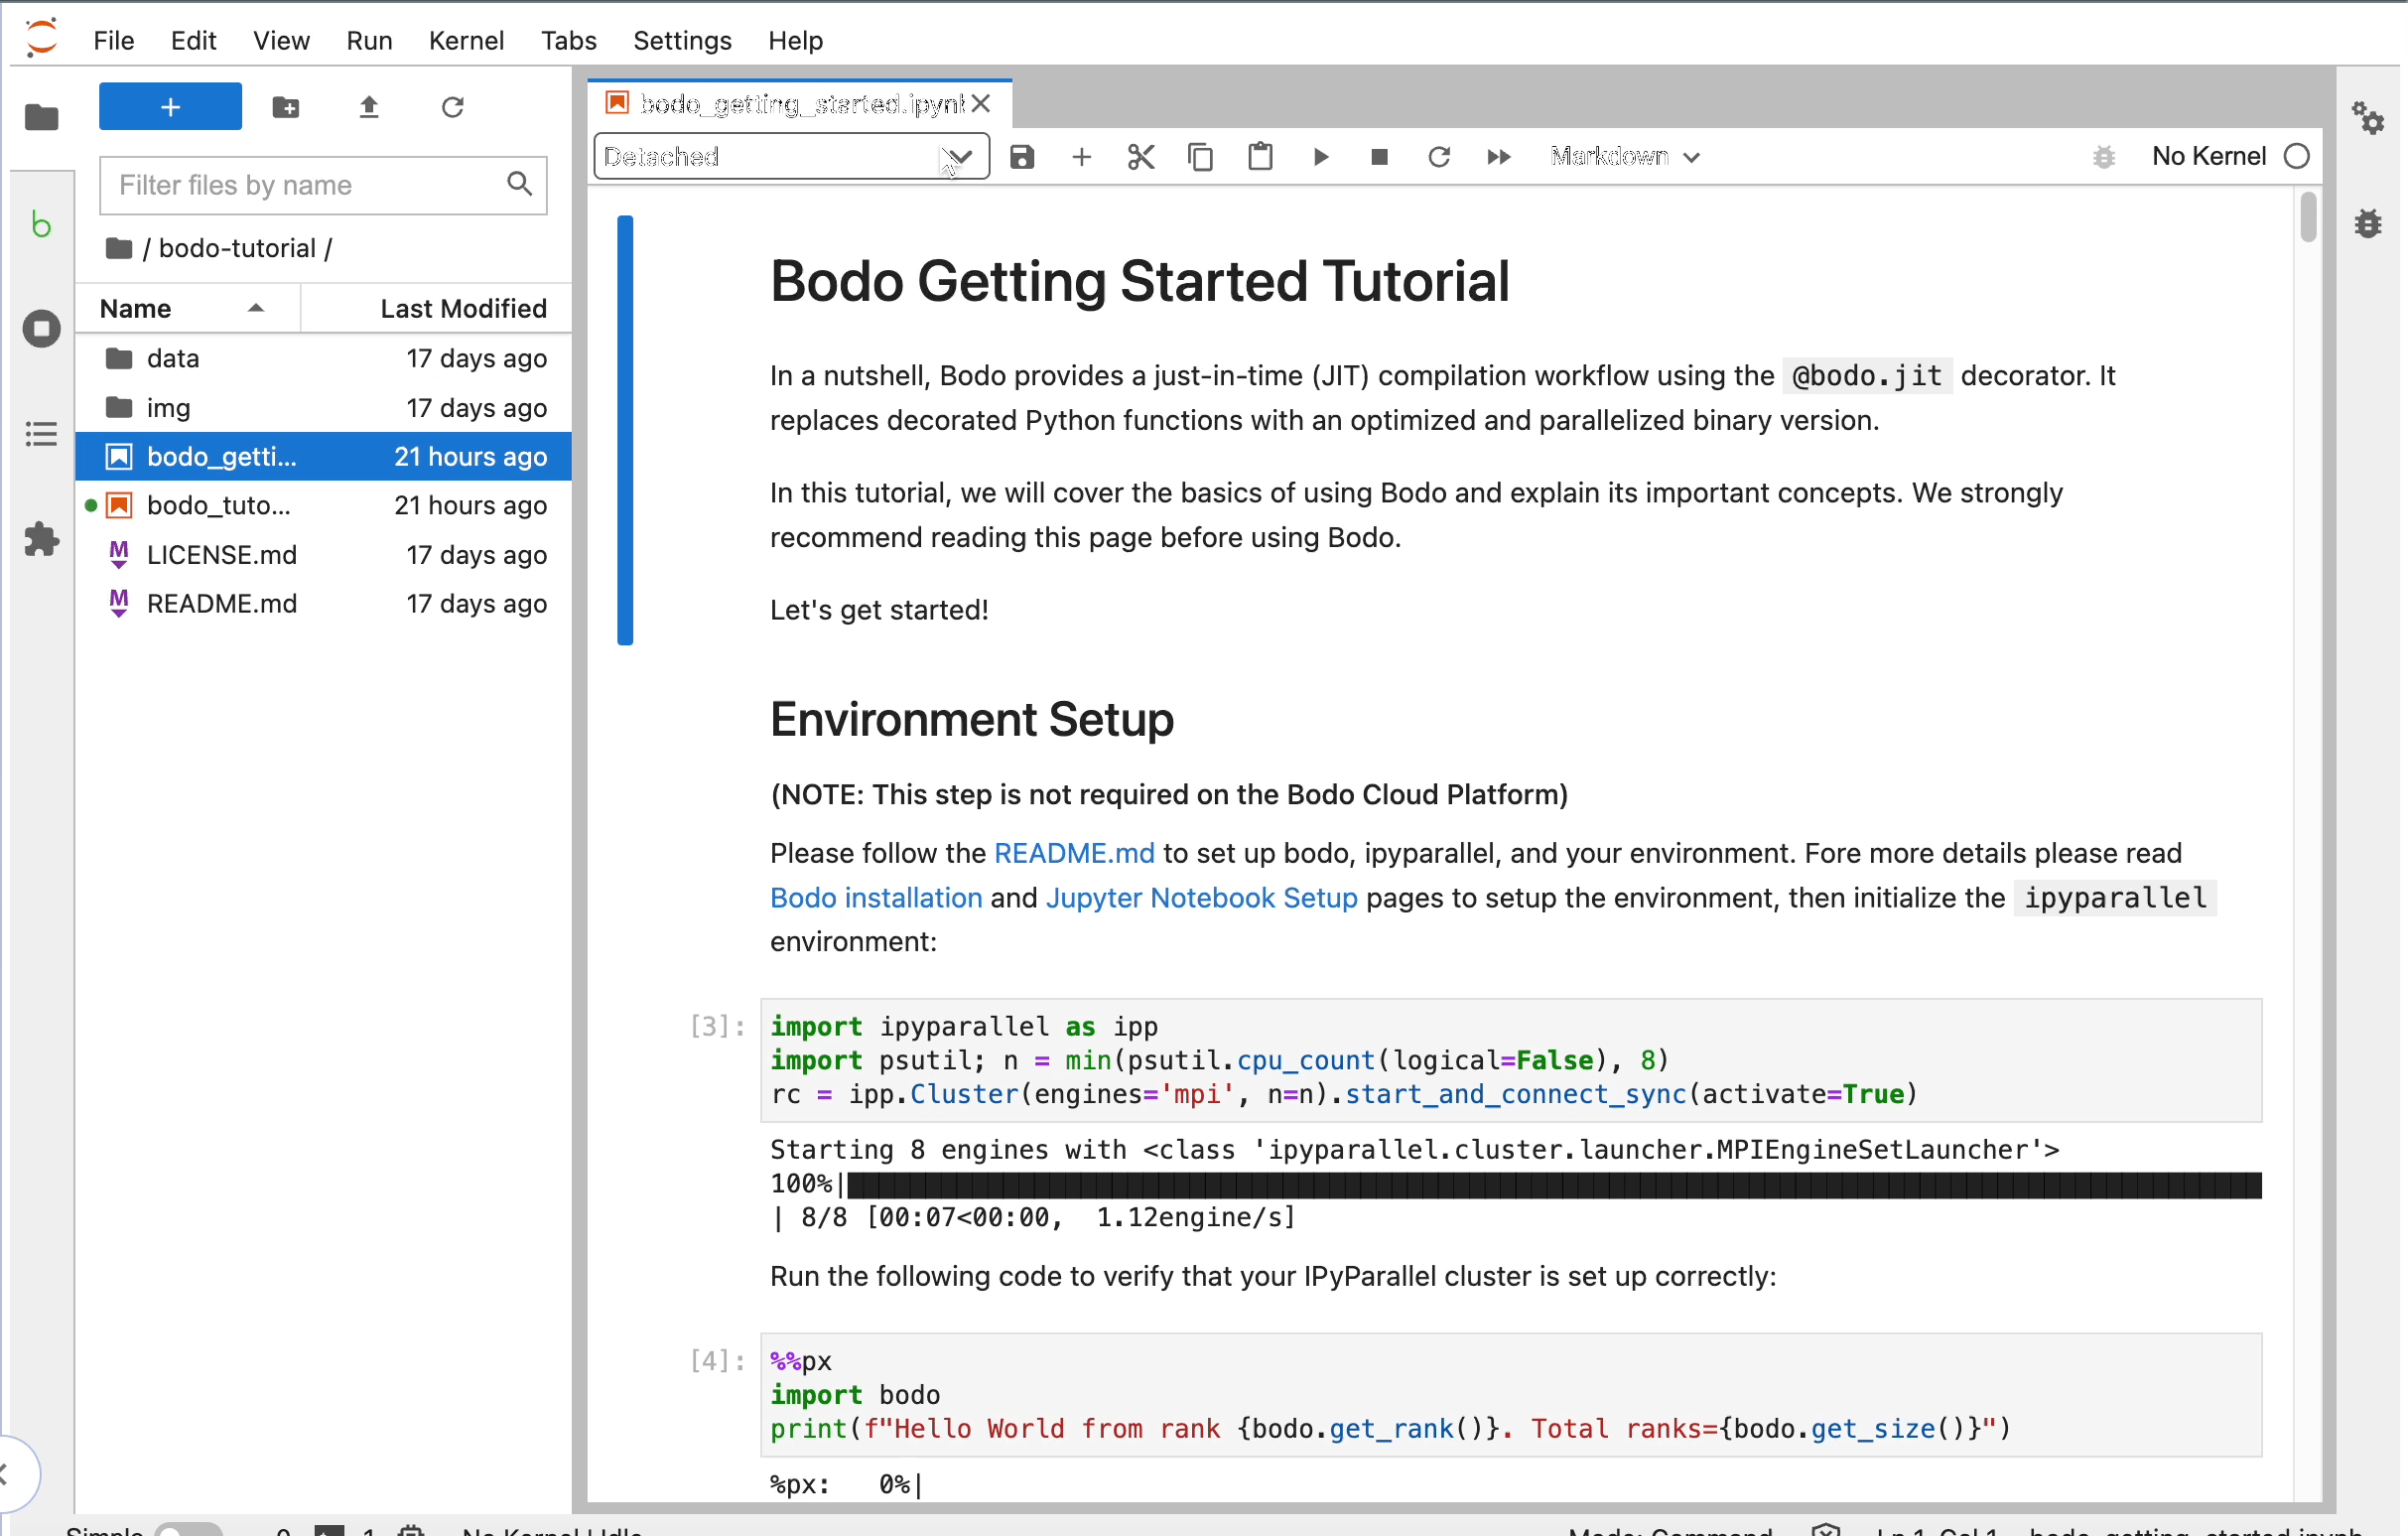 File Edit View Run Kernel Tabs Settings Help
+
Filter files by name
/ bodo-tutorial /
Name Last Modified
data 17 days ago
img 17 days ago
bodo_getti... 21 hours ago
bodo_tuto... 21 hours ago
LICENSE.md 17 days ago
README.md 17 days ago
bodo_getting_started.ipynb
Detached Markdown No Kernel
Bodo Getting Started Tutorial
In a nutshell, Bodo provides a just-in-time (JIT) compilation workflow using the @bodo.jit decorator. It
replaces decorated Python functions with an optimized and parallelized binary version.
In this tutorial, we will cover the basics of using Bodo and explain its important concepts. We strongly
recommend reading this page before using Bodo.
Let's get started!
Environment Setup
(NOTE: This step is not required on the Bodo Cloud Platform)
Please follow the README.md to set up bodo, ipyparallel, and your environment. Fore more details please read
Bodo installation and Jupyter Notebook Setup pages to setup the environment, then initialize the ipyparallel
environment:
[3]: import ipyparallel as ipp
import psutil; n = min(psutil.cpu_count(logical=False), 8)
rc = ipp.Cluster(engines='mpi', n=n).start_and_connect_sync(activate=True)
Starting 8 engines with <class 'ipyparallel.cluster.launcher.MPIEngineSetLauncher'>
100%|
| 8/8 [00:07<00:00, 1.12engine/s]
Run the following code to verify that your IPyParallel cluster is set up correctly:
[4]: %%px
import bodo
print(f"Hello World from rank {bodo.get_rank()}. Total ranks={bodo.get_size()}")
%px: 0%|
Simple 0 1 No Kernel | Idle Mode: Command Ln 1, Col 1 bodo_getting_started.ipynb